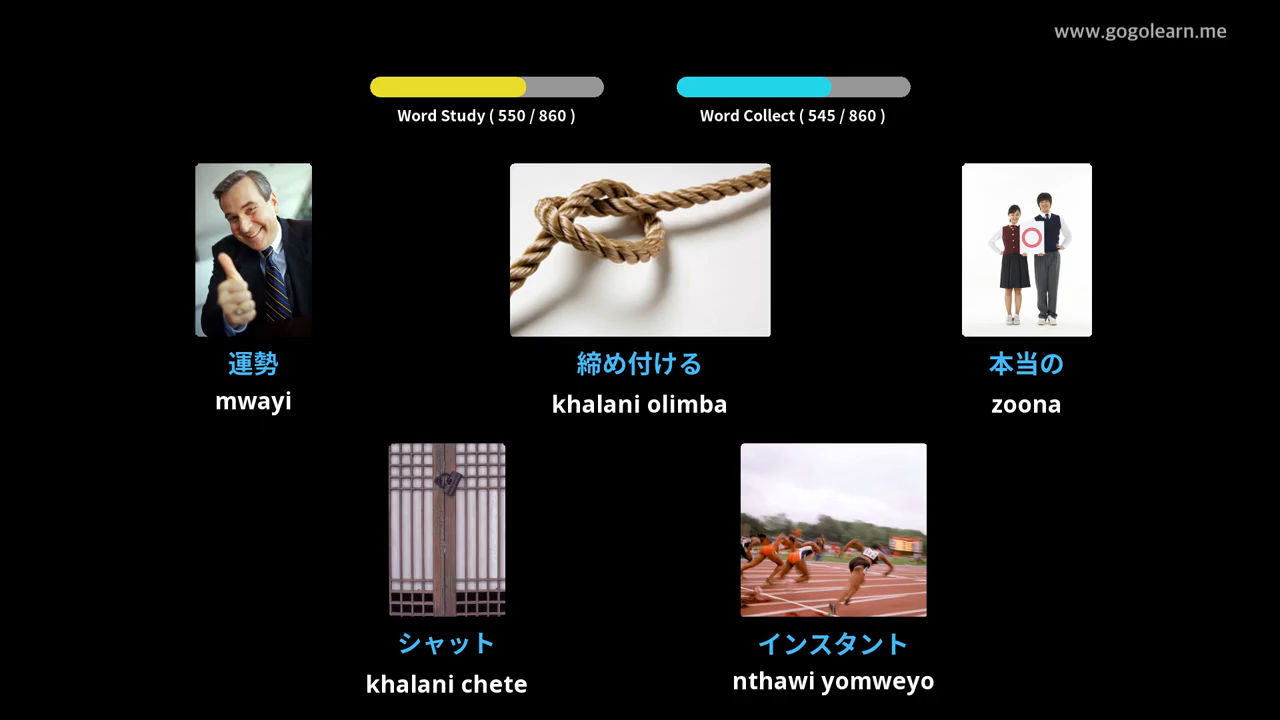 www.gogolearn.me
Word Study ( 550 / 860 )
Word Collect ( 545 / 860 )
運勢
mwayi
締め付ける
khalani olimba
本当の
zoona
シャット
khalani chete
インスタント
nthawi yomweyo